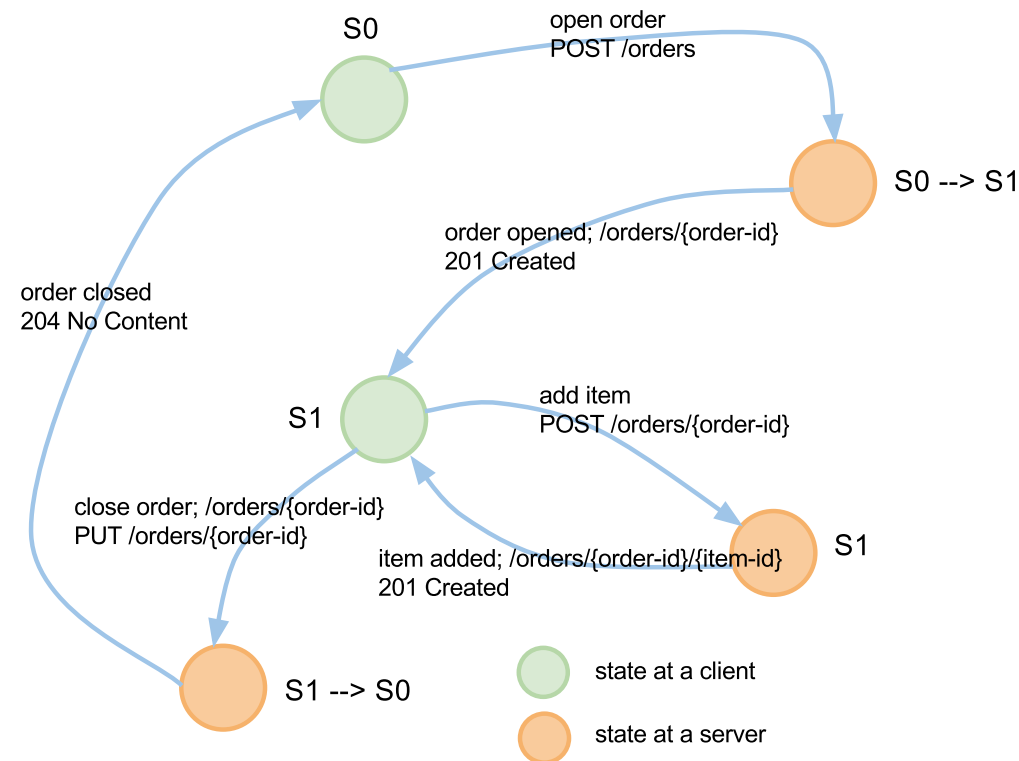 S0
open order
POST /orders
S0 --> S1
order opened; /orders/{order-id}
201 Created
order closed
204 No Content
S1
add item
POST /orders/{order-id}
close order; /orders/{order-id}
PUT /orders/{order-id}
item added; /orders/{order-id}/{item-id}
201 Created
S1
S1 --> S0
state at a client
state at a server